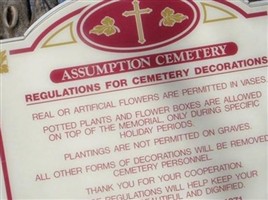 ASSUMPTION CEMETERY
REGULATIONS FOR CEMETERY DECORATIONS
REAL OR ARTIFICIAL FLOWERS ARE PERMITTED IN VASES.
POTTED PLANTS AND FLOWER BOXES ARE ALLOWED
ON TOP OF THE MEMORIAL, ONLY DURING SPECIFIC
HOLIDAY PERIODS.
PLANTINGS ARE NOT PERMITTED ON GRAVES.
ALL OTHER FORMS OF DECORATIONS WILL BE REMOVED
CEMETERY PERSONNEL.
THANK YOU FOR YOUR COOPERATION.
REGULATIONS WILL HELP KEEP YOUR
BEAUTIFUL AND DIGNIFIED.